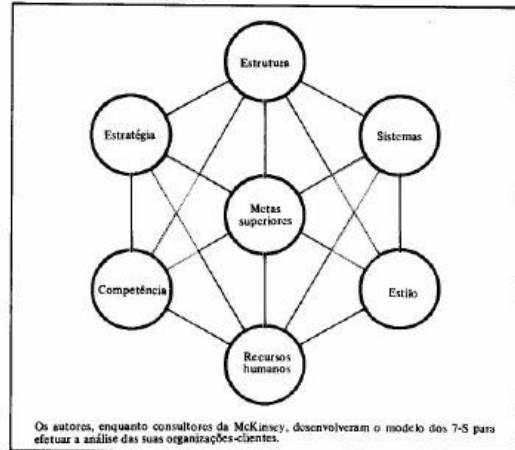 Estrutura
Estratégia
Sistemas
Metas
superiores
Competência
Estilo
Recursos
humanos
Os autores, enquanto consultores da McKinsey, desenvolveram o modelo dos 7-S para
efetuar a análise das suas organizações-clientes.